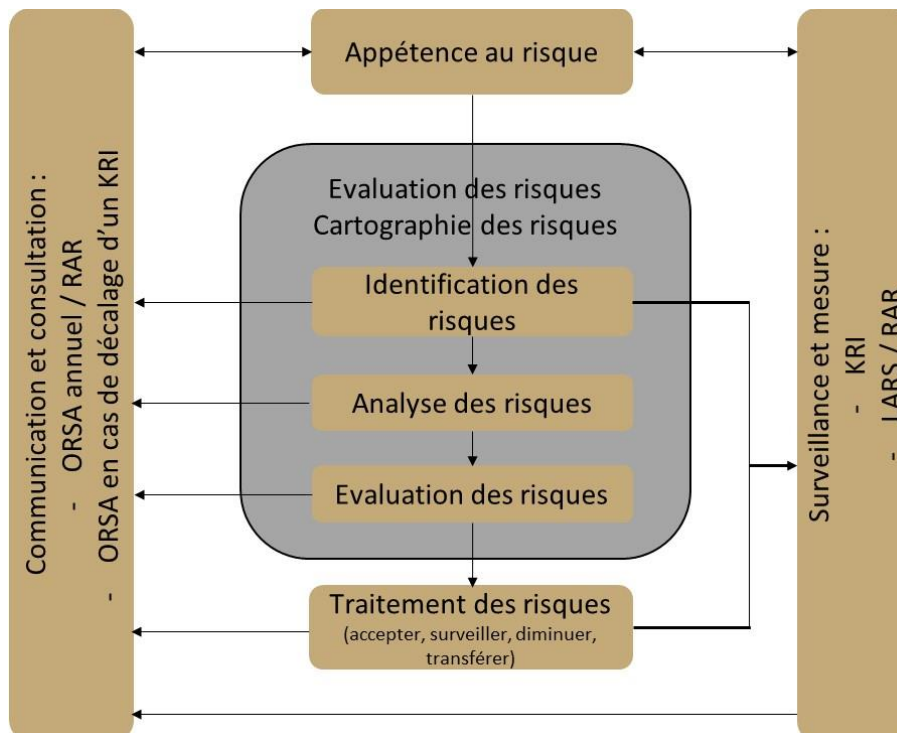 Communication et consultation :
- ORSA annuel / RAR
- ORSA en cas de décalage d’un KRI
Appétence au risque
Evaluation des risques
Cartographie des risques
Identification des
risques
Analyse des risques
Evaluation des risques
Traitement des risques
(accepter, surveiller, diminuer,
transférer)
Surveillance et mesure :
- KRI
- LARS / RAR